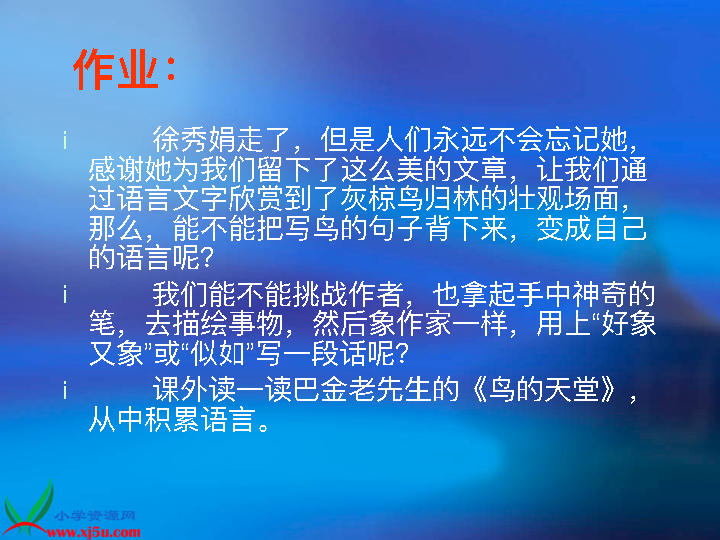 作业：
i 徐秀娟走了，但是人们永远不会忘记她，
感谢她为我们留下了这么美的文章，让我们通
过语言文字欣赏到了灰椋鸟归林的壮观场面，
那么，能不能把写鸟的句子背下来，变成自己
的语言呢？
i 我们能不能挑战作者，也拿起手中神奇的
笔，去描绘事物，然后象作家一样，用上“好象
又象”或“似如”写一段话呢？
i 课外读一读巴金老先生的《鸟的天堂》，
从中积累语言。
小学资源网
www.xj5u.com